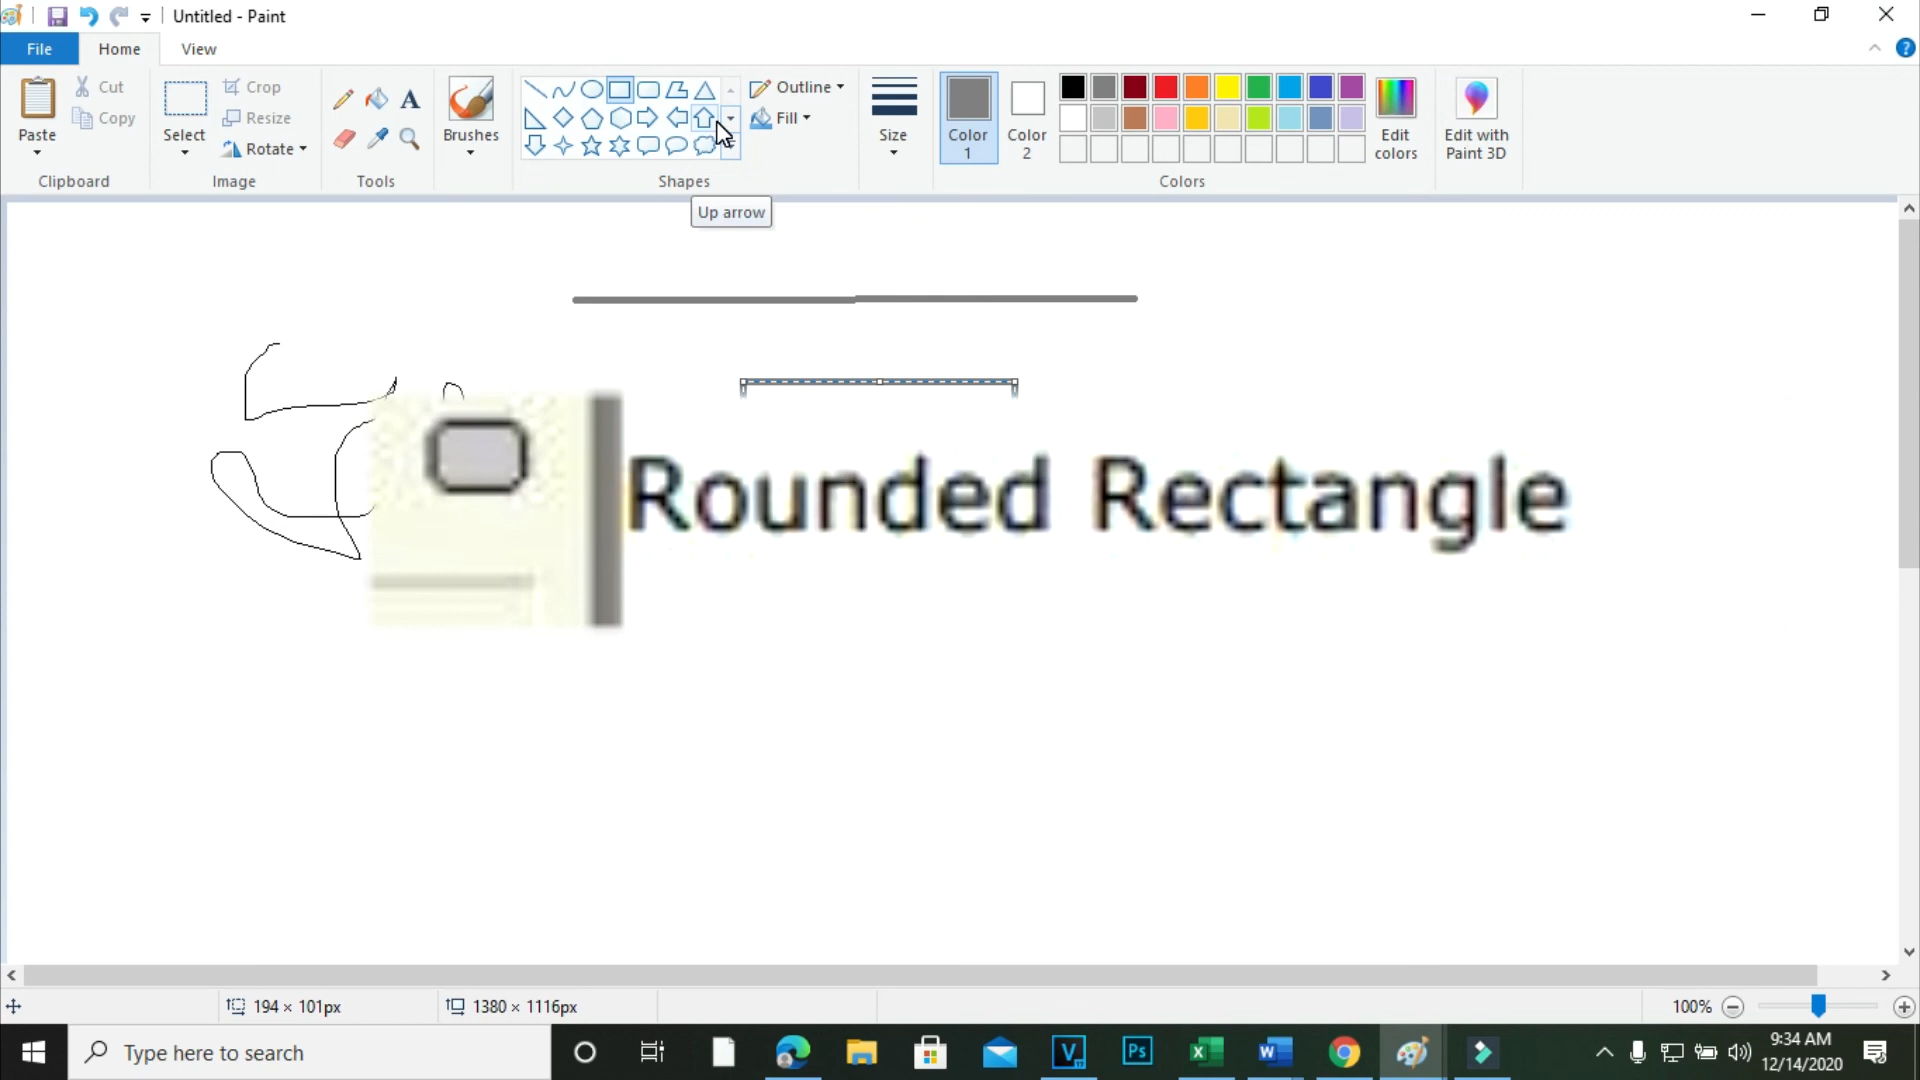 Untitled - Paint
File Home View
Paste Cut Copy Select Crop Resize Rotate A Brushes Outline Fill Size Color 1 Color 2 Edit colors Edit with Paint 3D
Clipboard Image Tools Shapes Colors
Up arrow
Rounded Rectangle
194 × 101px 1380 × 1116px 100%
Type here to search V 17 Ps X W 9:34 AM
12/14/2020